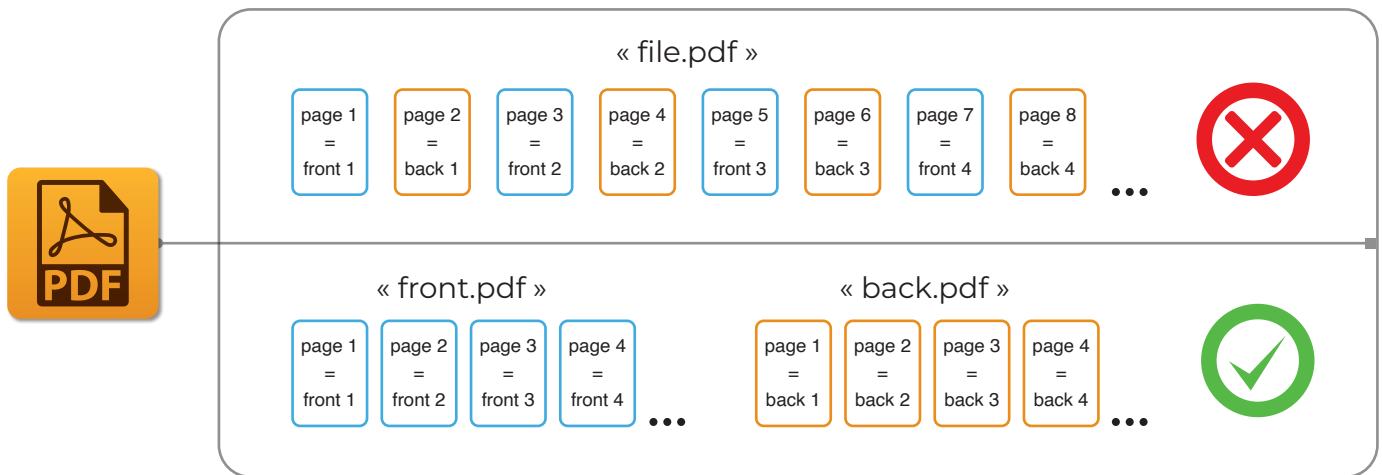 « file.pdf »
page 1 page 2 page 3 page 4 page 5 page 6 page 7 page 8
= = = = = = = =
front 1 back 1 front 2 back 2 front 3 back 3 front 4 back 4
...
PDF
« front.pdf » « back.pdf »
page 1 page 2 page 3 page 4 page 1 page 2 page 3 page 4
= = = = = = = =
front 1 front 2 front 3 front 4 back 1 back 2 back 3 back 4
... ...